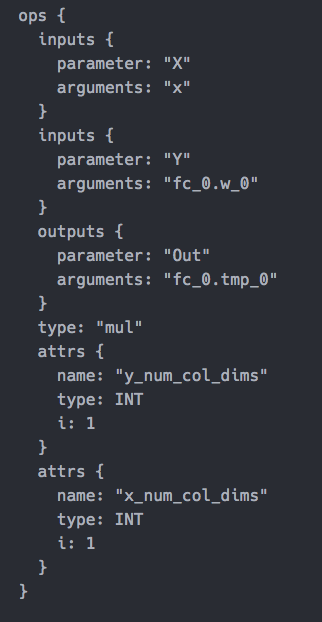 ops {
  inputs {
    parameter: "X"
    arguments: "x"
  }
  inputs {
    parameter: "Y"
    arguments: "fc_0.w_0"
  }
  outputs {
    parameter: "Out"
    arguments: "fc_0.tmp_0"
  }
  type: "mul"
  attrs {
    name: "y_num_col_dims"
    type: INT
    i: 1
  }
  attrs {
    name: "x_num_col_dims"
    type: INT
    i: 1
  }
}